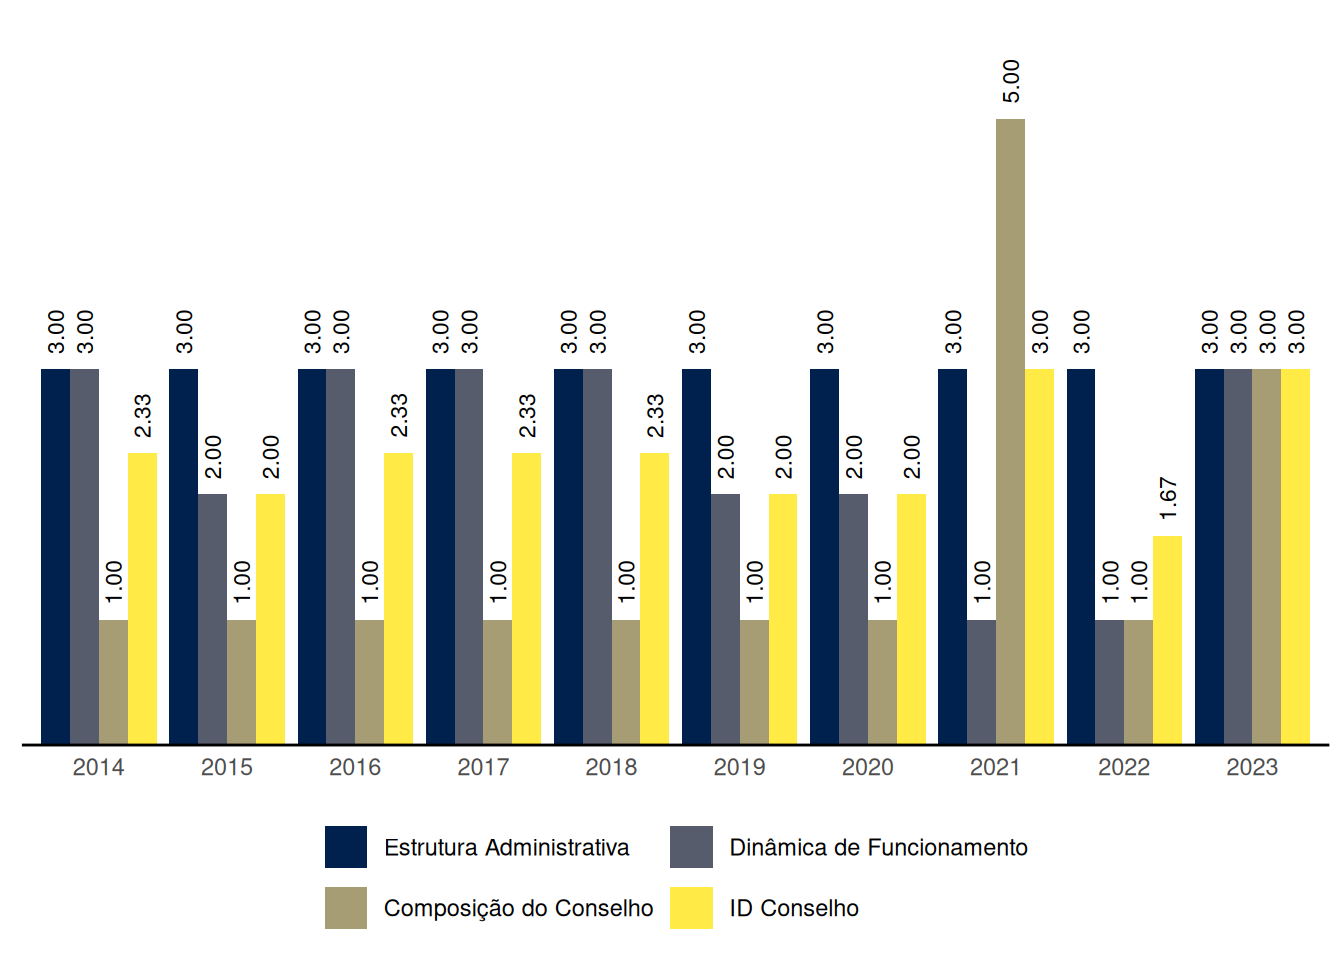 5.00
3.00 3.00 3.00 3.00 3.00 3.00 3.00 3.00 3.00 3.00 3.00 3.00 3.00 3.00 3.00 3.00 3.00 3.00 3.00
2.33 2.33 2.33 2.33
2.00 2.00 2.00 2.00 2.00 2.00
1.67
1.00 1.00 1.00 1.00 1.00 1.00 1.00 1.00 1.00 1.00
2014 2015 2016 2017 2018 2019 2020 2021 2022 2023
Estrutura Administrativa Dinâmica de Funcionamento
Composição do Conselho ID Conselho